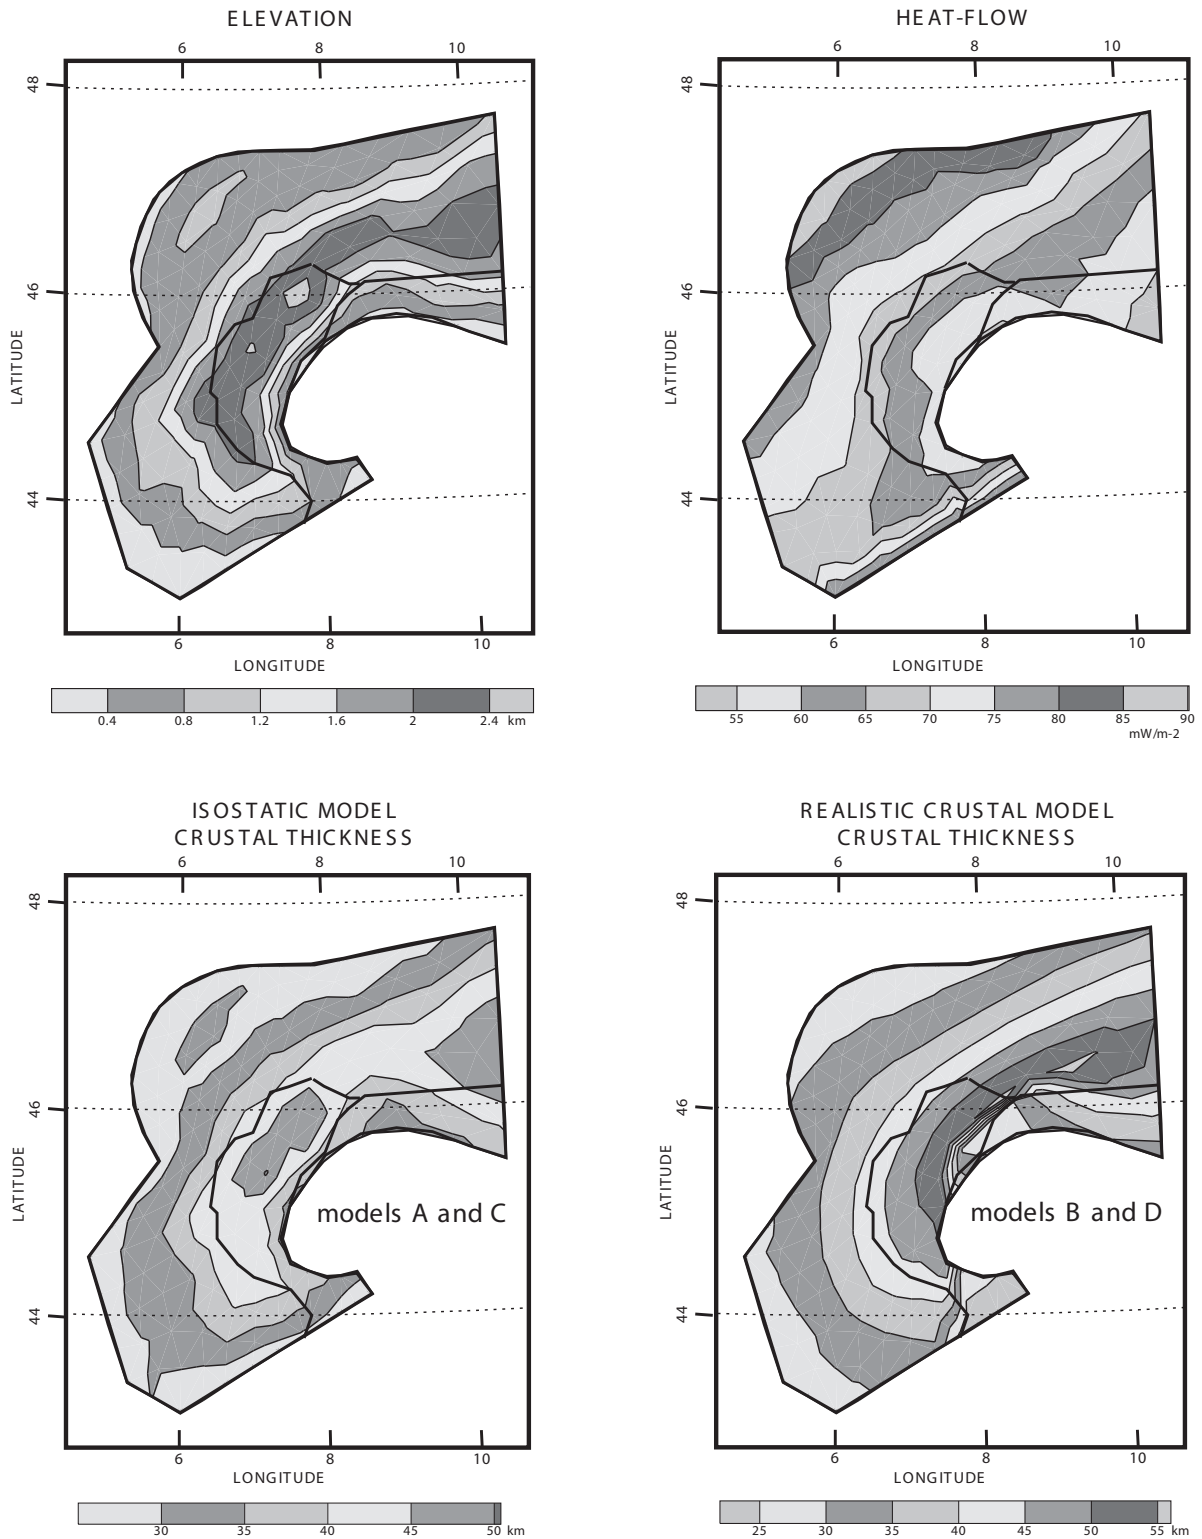 ELEVATION
6 8 10
48
46
44
LATITUDE
6 8 10
LONGITUDE
0.4 0.8 1.2 1.6 2 2.4 km
HEAT-FLOW
6 8 10
48
46
44
LATITUDE
6 8 10
LONGITUDE
55 60 65 70 75 80 85 90
mW/m-2
ISOSTATIC MODEL
CRUSTAL THICKNESS
6 8 10
48
46
44
LATITUDE
models A and C
6 8 10
LONGITUDE
30 35 40 45 50 km
REALISTIC CRUSTAL MODEL
CRUSTAL THICKNESS
6 8 10
48
46
44
LATITUDE
models B and D
6 8 10
LONGITUDE
25 30 35 40 45 50 55 km